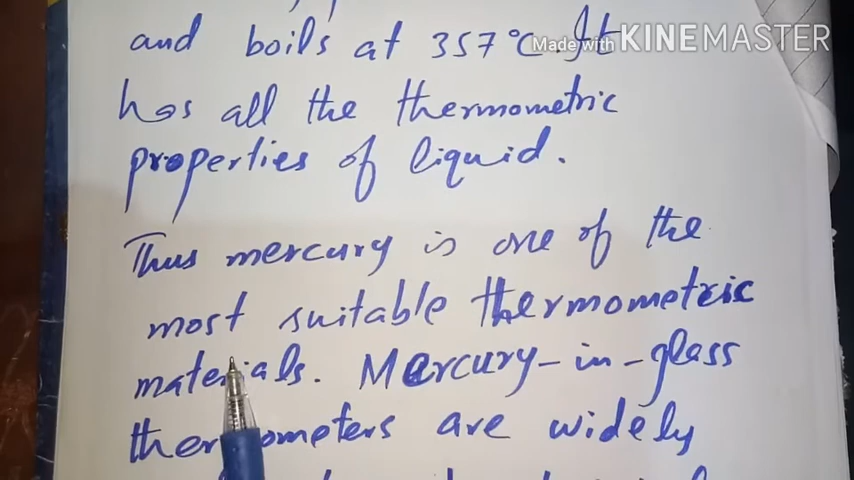 and boils at 357°C. It
Made with KINEMASTER
has all the thermometric
properties of liquid.
Thus mercury is one of the
most suitable thermometric
materials. Mercury-in-glass
thermometers are widely